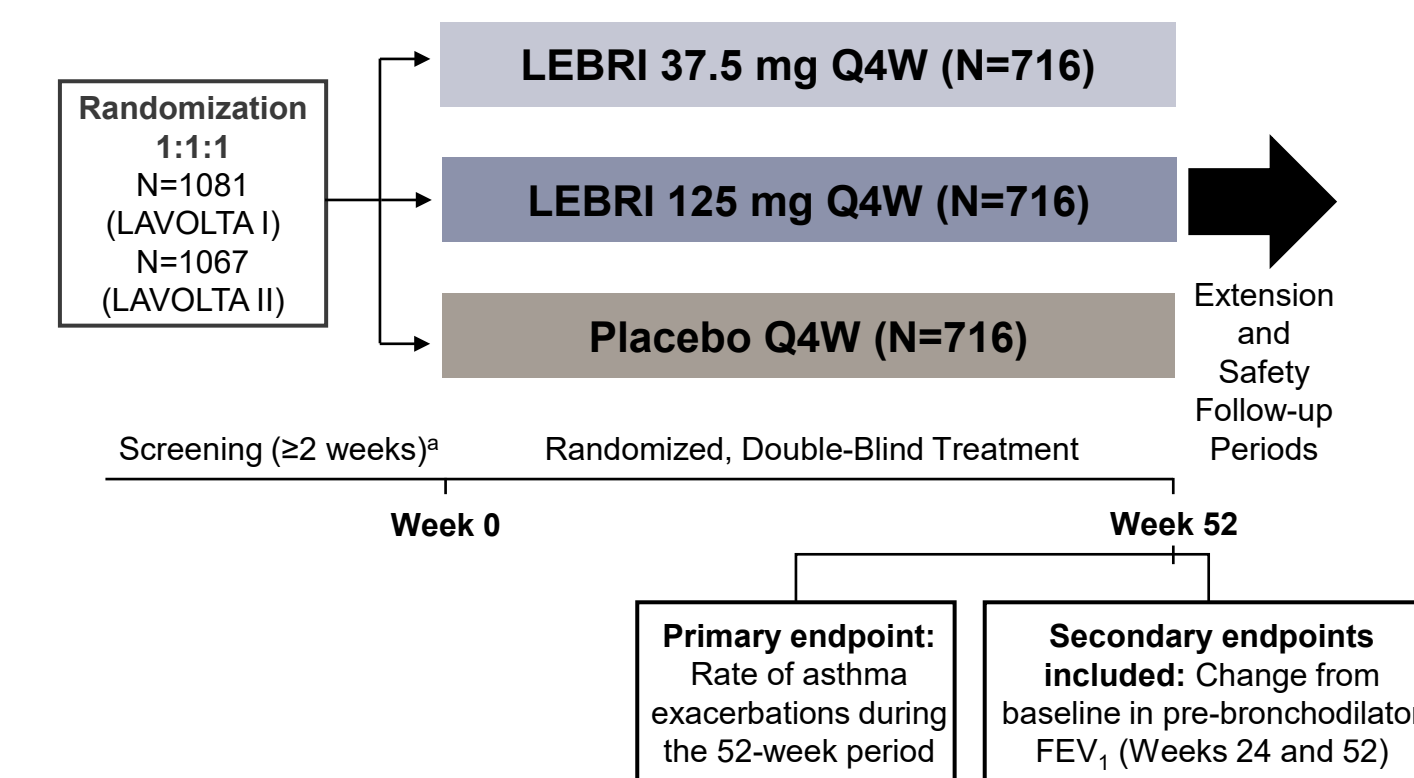 LEBRI 37.5 mg Q4W (N=716)
Randomization
1:1:1
N=1081
(LAVOLTA I)
N=1067
(LAVOLTA II)
LEBRI 125 mg Q4W (N=716)
Placebo Q4W (N=716)
Extension
and
Safety
Follow-up
Periods
Screening (≥2 weeks)ᵃ
Randomized, Double-Blind Treatment
Week 0
Week 52
Primary endpoint:
Rate of asthma
exacerbations during
the 52-week period
Secondary endpoints
included: Change from
baseline in pre-bronchodilator
FEV₁ (Weeks 24 and 52)